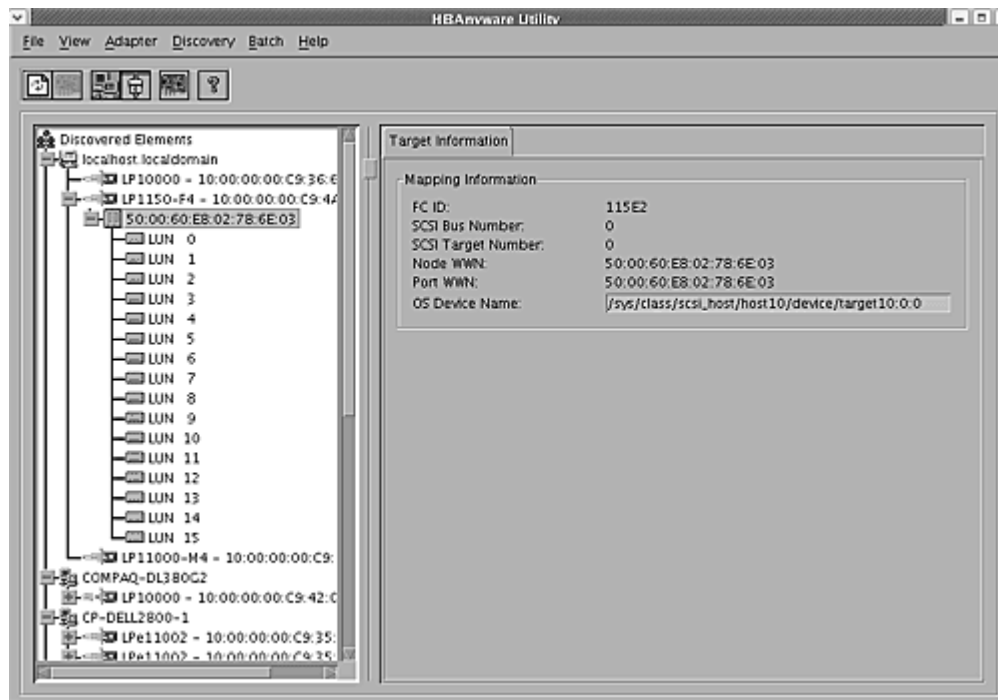 HBAnyware Utility
File View Adapter Discovery Batch Help
Discovered Elements
localhost.localdomain
LP10000 - 10:00:00:00:C9:36:6
LP1150-F4 - 10:00:00:00:C9:4A
50:00:60:E8:02:78:6E:03
LUN 0
LUN 1
LUN 2
LUN 3
LUN 4
LUN 5
LUN 6
LUN 7
LUN 8
LUN 9
LUN 10
LUN 11
LUN 12
LUN 13
LUN 14
LUN 15
LP11000-M4 - 10:00:00:00:C9:
COMPAQ-DL380G2
LP10000 - 10:00:00:00:C9:42:C
CP-DELL2800-1
LPe11002 - 10:00:00:00:C9:35:
LPe11002 - 10:00:00:00:C9:35:
Target Information
Mapping Information
FC ID: 115E2
SCSI Bus Number: 0
SCSI Target Number: 0
Node WWN: 50:00:60:E8:02:78:6E:03
Port WWN: 50:00:60:E8:02:78:6E:03
OS Device Name: /sys/class/scsi_host/host10/device/target10:0:0